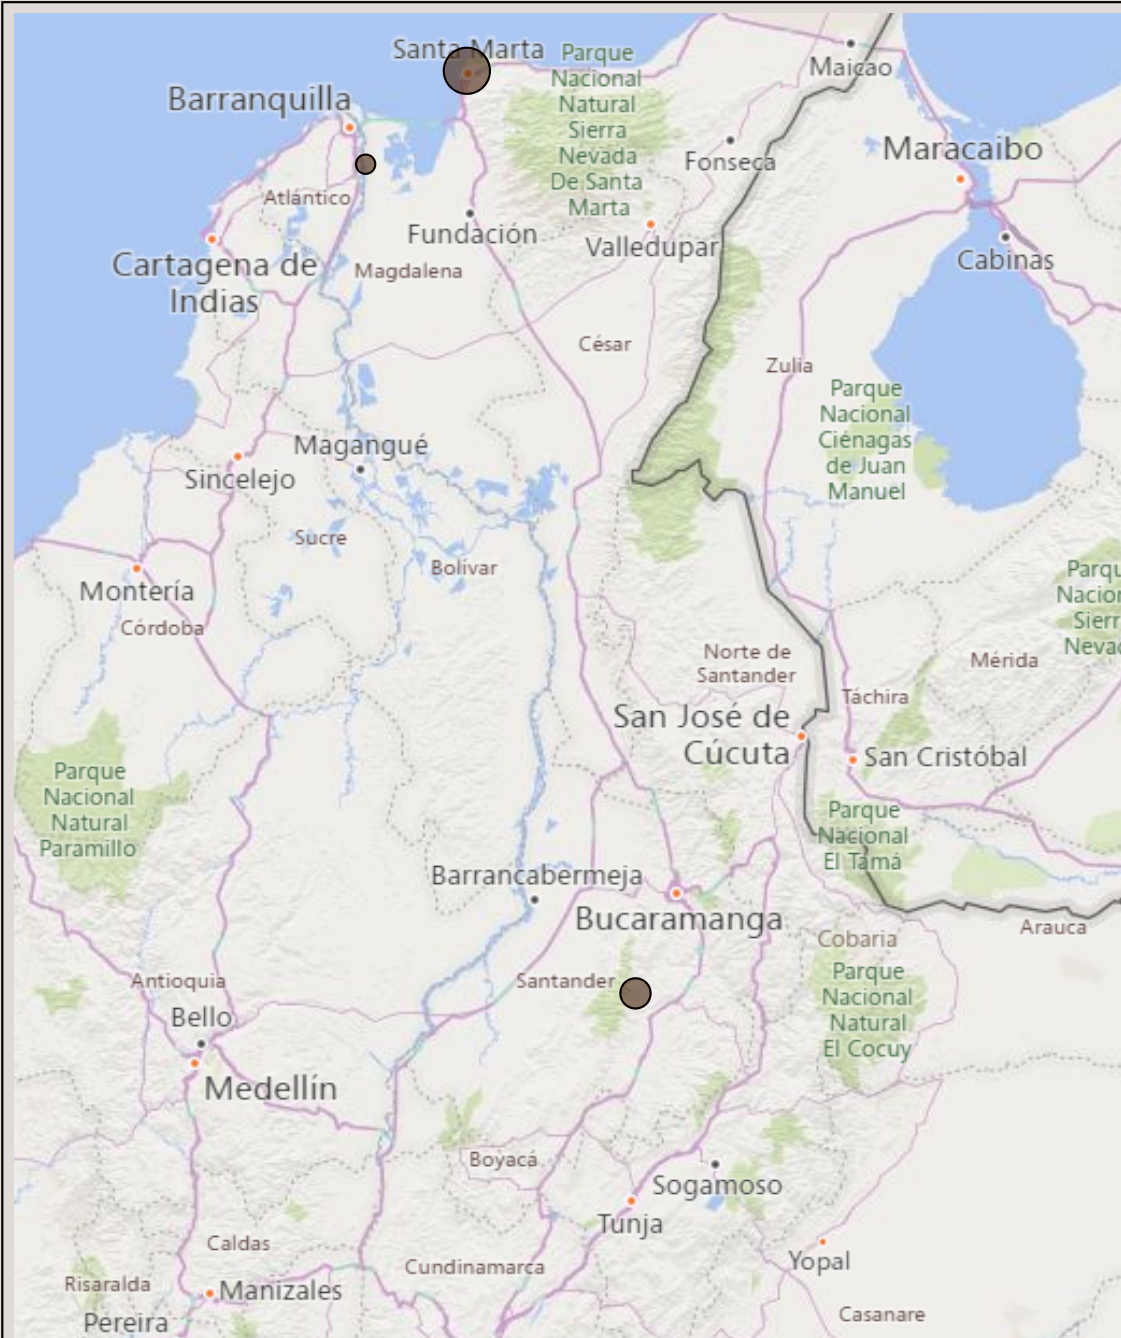 Santa Marta
Parque
Nacional
Natural
Sierra
Nevada
De Santa
Marta
Maicao
Barranquilla
Fonseca
Maracaibo
Atlántico
Fundación
Valledupar
Cartagena de
Indias
Magdalena
Cabinas
César
Zulia
Parque
Nacional
Ciénagas
de Juan
Manuel
Magangué
Sincelejo
Sucre
Bolívar
Montería
Córdoba
Parqu
Nacion
Sierr
Nevad
Norte de
Santander
Mérida
Táchira
San José de
Cúcuta
San Cristóbal
Parque
Nacional
Natural
Paramillo
Parque
Nacional
El Tamá
Barrancabermeja
Bucaramanga
Arauca
Cobaria
Parque
Nacional
Natural
El Cocuy
Antioquia
Santander
Bello
Medellín
Boyacá
Sogamoso
Tunja
Caldas
Yopal
Cundinamarca
Risaralda
Manizales
Casanare
Pereira